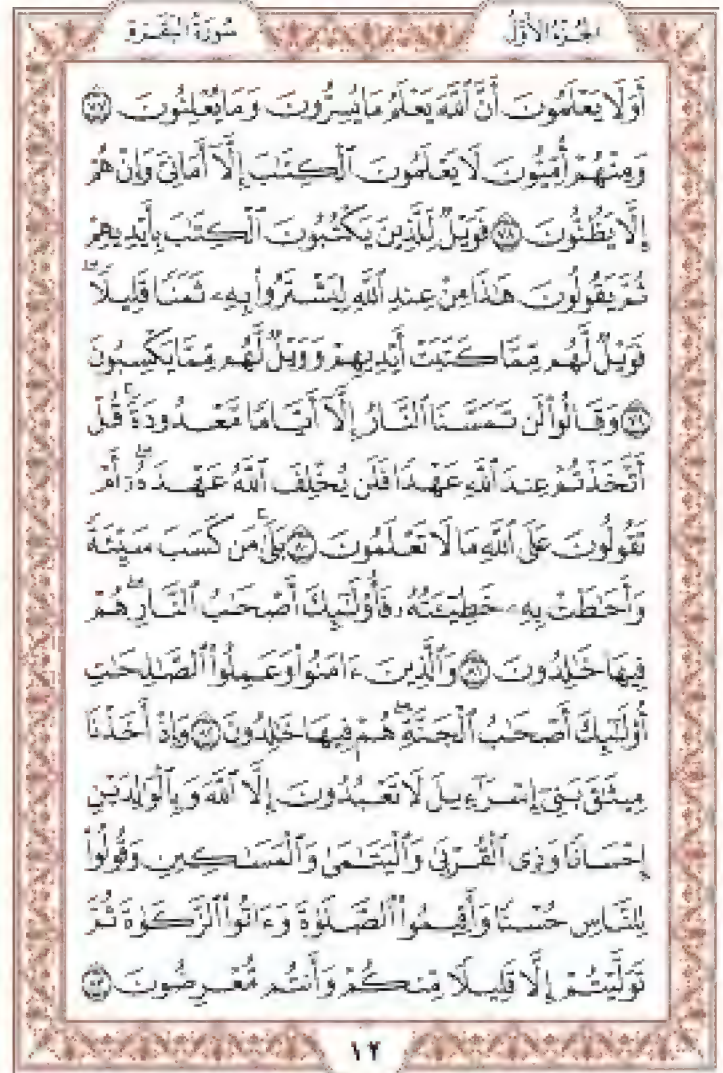 الجزء الأول
سورة البقرة
أَوَلَا يَعْلَمُونَ أَنَّ ٱللَّهَ يَعْلَمُ مَا يُسِرُّونَ وَمَا يُعْلِنُونَ ٧٧
وَمِنْهُمْ أُمِّيُّونَ لَا يَعْلَمُونَ ٱلْكِتَٰبَ إِلَّآ أَمَانِىَّ وَإِنْ هُمْ
إِلَّا يَظُنُّونَ ٧٨ فَوَيْلٌ لِّلَّذِينَ يَكْتُبُونَ ٱلْكِتَٰبَ بِأَيْدِيهِمْ
ثُمَّ يَقُولُونَ هَٰذَا مِنْ عِندِ ٱللَّهِ لِيَشْتَرُوا۟ بِهِۦ ثَمَنًا قَلِيلًا ۖ
فَوَيْلٌ لَّهُم مِّمَّا كَتَبَتْ أَيْدِيهِمْ وَوَيْلٌ لَّهُم مِّمَّا يَكْسِبُونَ
٧٩ وَقَالُوا۟ لَن تَمَسَّنَا ٱلنَّارُ إِلَّآ أَيَّامًا مَّعْدُودَةً ۚ قُلْ
أَتَّخَذْتُمْ عِندَ ٱللَّهِ عَهْدًا فَلَن يُخْلِفَ ٱللَّهُ عَهْدَهُۥٓ ۖ أَمْ
تَقُولُونَ عَلَى ٱللَّهِ مَا لَا تَعْلَمُونَ ٨٠ بَلَىٰ ۚ مَن كَسَبَ سَيِّئَةً
وَأَحَٰطَتْ بِهِۦ خَطِيٓـَٔتُهُۥ فَأُو۟لَٰٓئِكَ أَصْحَٰبُ ٱلنَّارِ ۖ هُمْ
فِيهَا خَٰلِدُونَ ٨١ وَٱلَّذِينَ ءَامَنُوا۟ وَعَمِلُوا۟ ٱلصَّٰلِحَٰتِ
أُو۟لَٰٓئِكَ أَصْحَٰبُ ٱلْجَنَّةِ ۖ هُمْ فِيهَا خَٰلِدُونَ ٨٢ وَإِذْ أَخَذْنَا
مِيثَٰقَ بَنِىٓ إِسْرَٰٓءِيلَ لَا تَعْبُدُونَ إِلَّا ٱللَّهَ وَبِٱلْوَٰلِدَيْنِ
إِحْسَانًا وَذِى ٱلْقُرْبَىٰ وَٱلْيَتَٰمَىٰ وَٱلْمَسَٰكِينِ وَقُولُوا۟
لِلنَّاسِ حُسْنًا وَأَقِيمُوا۟ ٱلصَّلَوٰةَ وَءَاتُوا۟ ٱلزَّكَوٰةَ ثُمَّ
تَوَلَّيْتُمْ إِلَّا قَلِيلًا مِّنكُمْ وَأَنتُم مُّعْرِضُونَ ٨٣
١٢